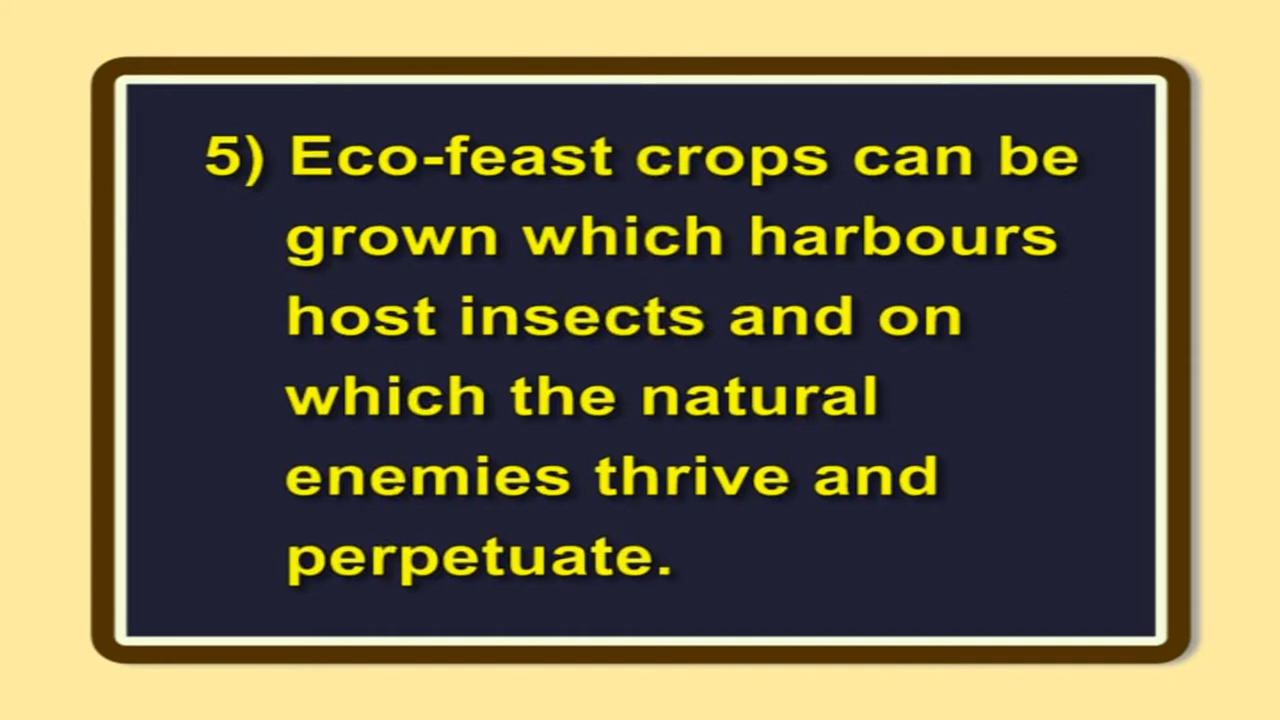 5) Eco-feast crops can be
grown which harbours
host insects and on
which the natural
enemies thrive and
perpetuate.